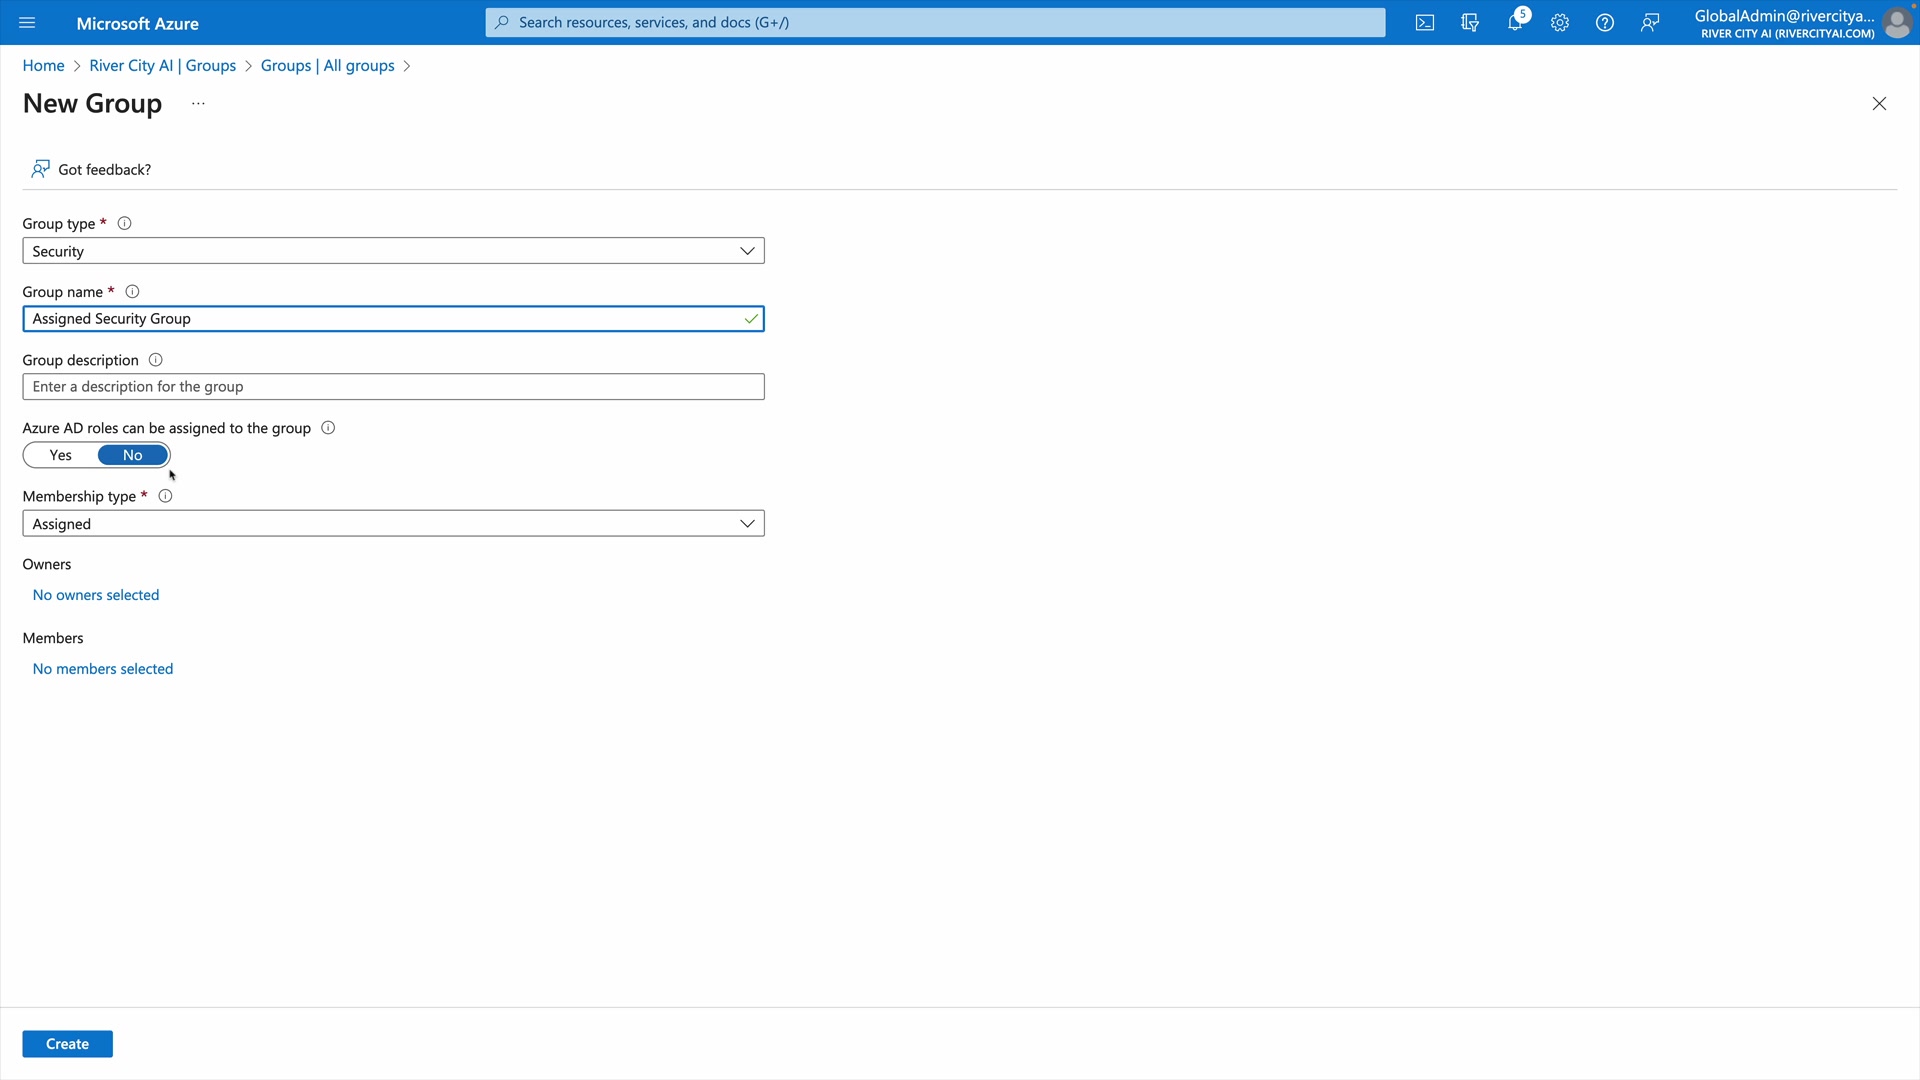 Microsoft Azure
Search resources, services, and docs (G+/)
5
GlobalAdmin@rivercitya...
RIVER CITY AI (RIVERCITYAI.COM)
Home > River City AI | Groups > Groups | All groups >
New Group ...
Got feedback?
Group type *
Security
Group name *
Assigned Security Group
Group description
Enter a description for the group
Azure AD roles can be assigned to the group
Yes No
Membership type *
Assigned
Owners
No owners selected
Members
No members selected
Create